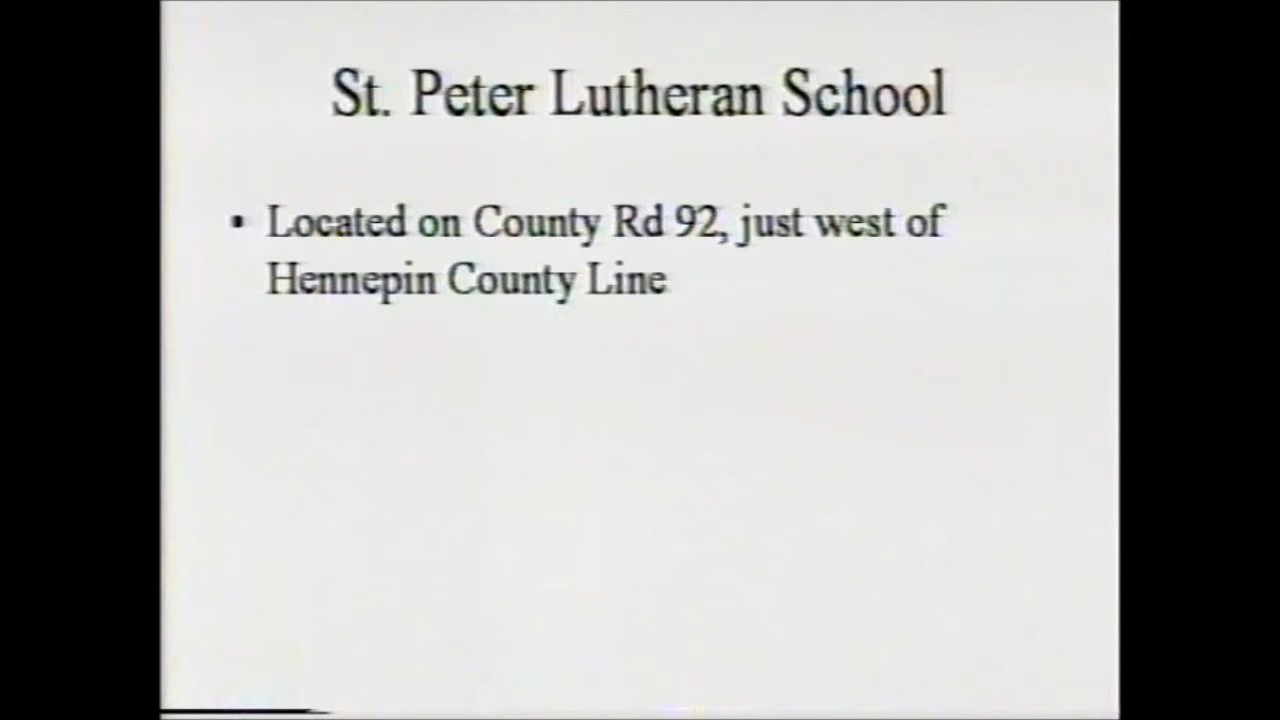 St. Peter Lutheran School
• Located on County Rd 92, just west of
Hennepin County Line